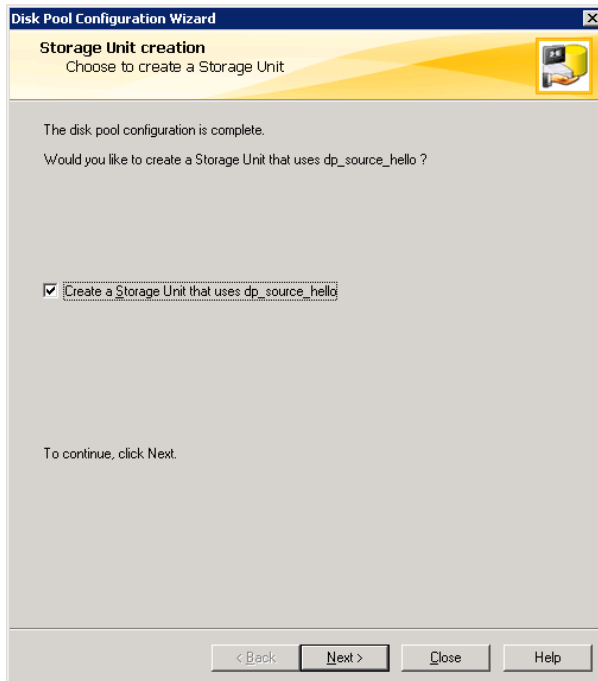 Disk Pool Configuration Wizard
Storage Unit creation
Choose to create a Storage Unit
The disk pool configuration is complete.
Would you like to create a Storage Unit that uses dp_source_hello ?
Create a Storage Unit that uses dp_source_hello
To continue, click Next.
< Back Next > Close Help